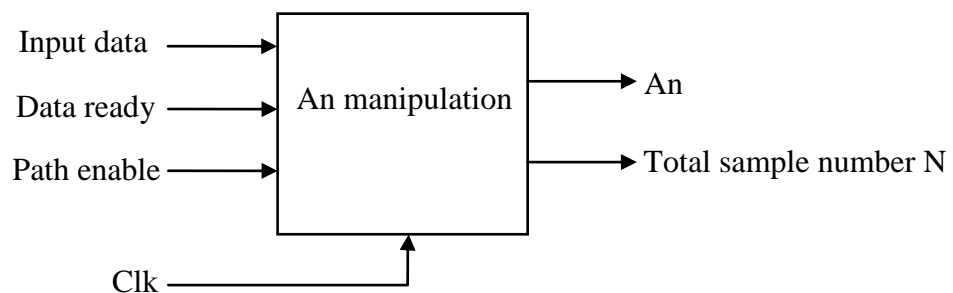 Input data
Data ready
Path enable
An manipulation
An
Total sample number N
Clk